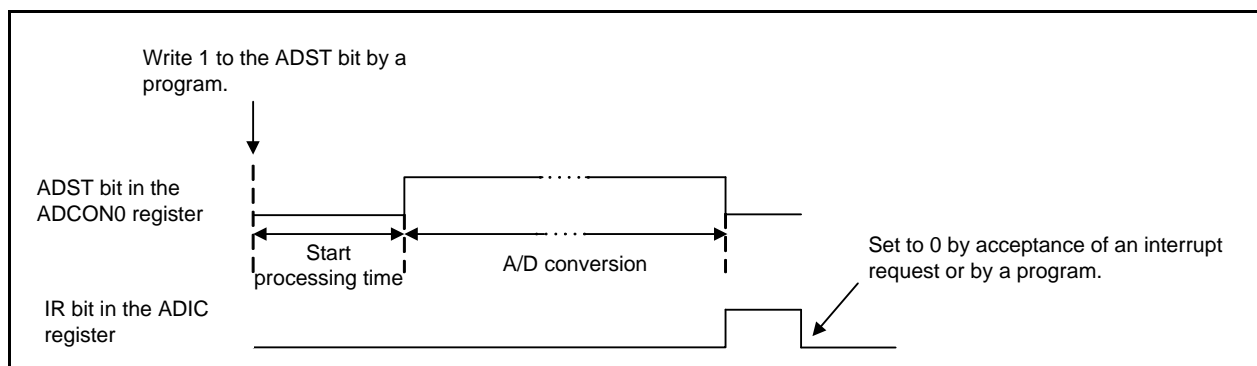 Write 1 to the ADST bit by a
program.
ADST bit in the
ADCON0 register
Start
processing time
A/D conversion
Set to 0 by acceptance of an interrupt
request or by a program.
IR bit in the ADIC
register